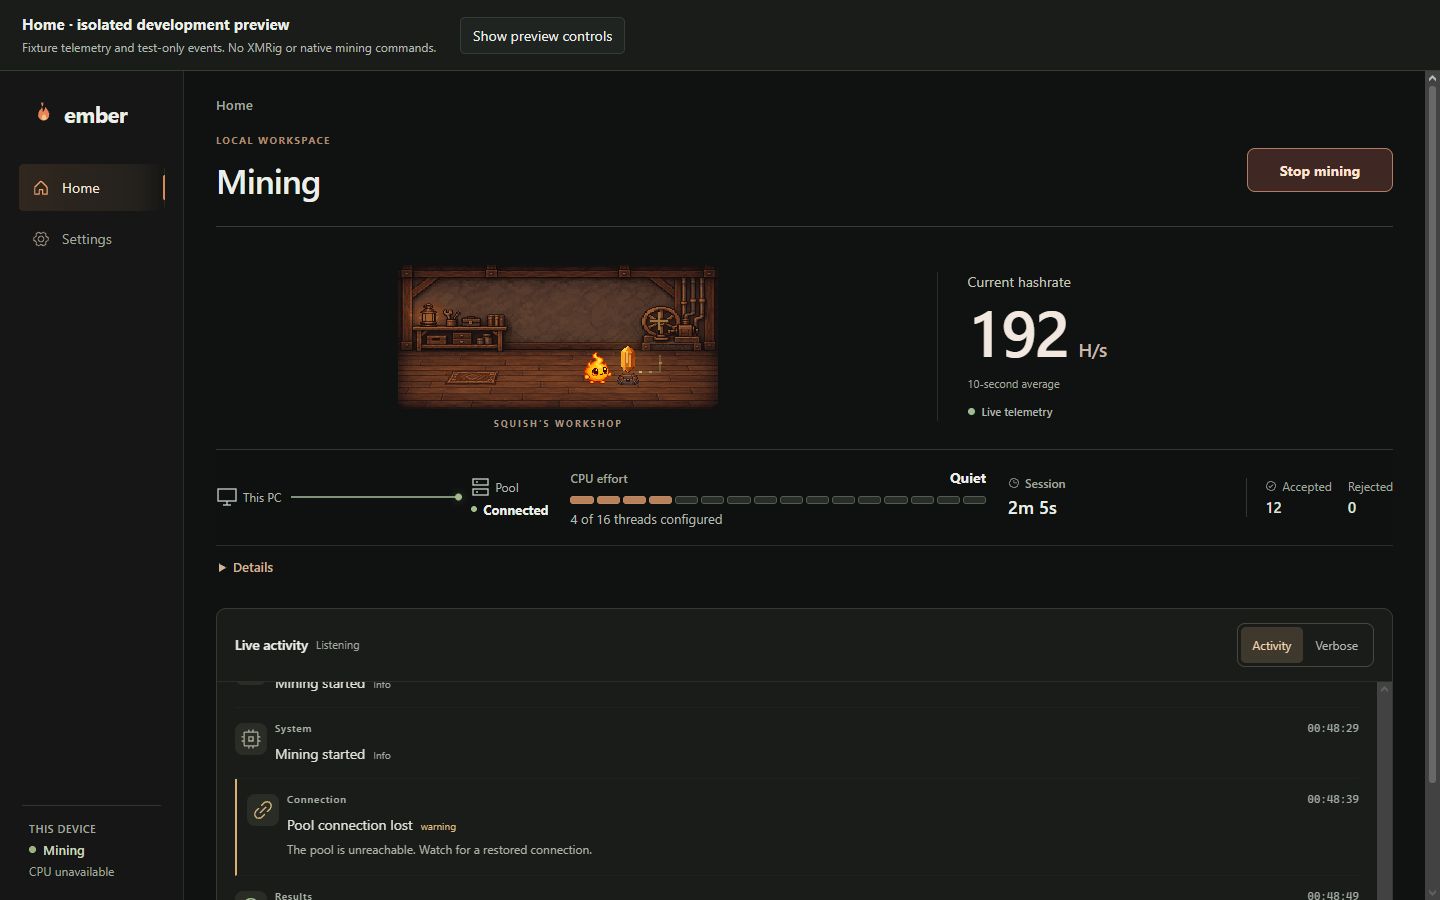 Home · isolated development preview
Fixture telemetry and test-only events. No XMRig or native mining commands.
Show preview controls
ember
Home
Settings
THIS DEVICE
Mining
CPU unavailable
Home
LOCAL WORKSPACE
Mining
Stop mining
SQUISH'S WORKSHOP
Current hashrate
192 H/s
10-second average
Live telemetry
This PC
Pool
Connected
CPU effort
Quiet
4 of 16 threads configured
Session
2m 5s
Accepted
12
Rejected
0
Details
Live activity Listening
Activity
Verbose
Mining started Info
System
00:48:29
Mining started Info
Connection
00:48:39
Pool connection lost warning
The pool is unreachable. Watch for a restored connection.
Results
00:48:49